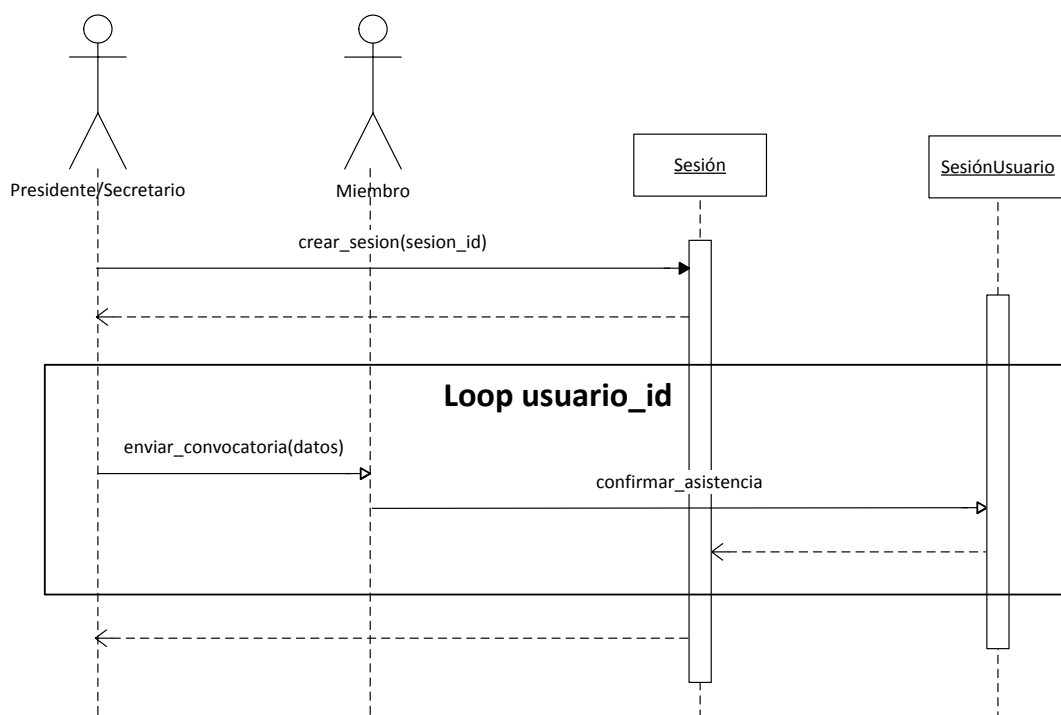 Sesión
SesiónUsuario
Presidente/Secretario
Miembro
crear_sesion(sesion_id)
Loop usuario_id
enviar_convocatoria(datos)
confirmar_asistencia